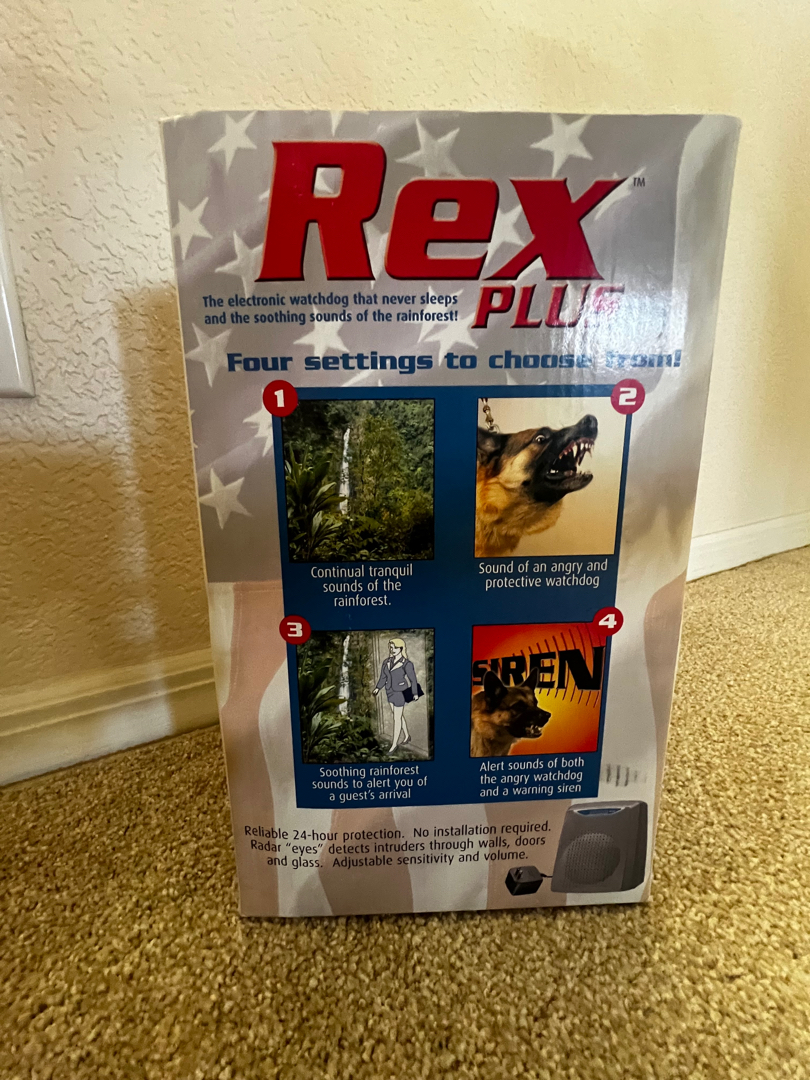 Rex™
PLUS
The electronic watchdog that never sleeps
and the soothing sounds of the rainforest!
Four settings to choose from!
1
Continual tranquil
sounds of the
rainforest.
2
Sound of an angry and
protective watchdog
3
Soothing rainforest
sounds to alert you of
a guest's arrival
4
SIREN
Alert sounds of both
the angry watchdog
and a warning siren
Reliable 24-hour protection. No installation required.
Radar "eyes" detects intruders through walls, doors
and glass. Adjustable sensitivity and volume.